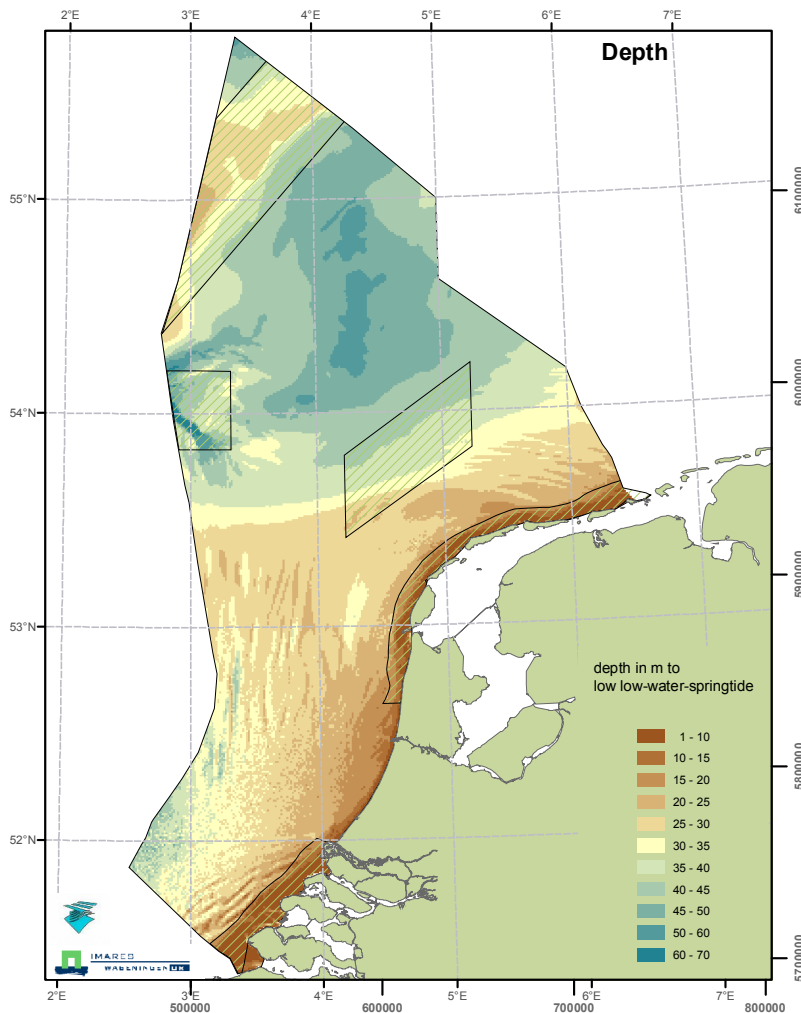 2°E 3°E 4°E 5°E 6°E 7°E
Depth
55°N
6100000
54°N
6000000
5900000
53°N
depth in m to
low low-water-springtide
1 - 10
10 - 15
5800000
15 - 20
20 - 25
52°N
25 - 30
30 - 35
35 - 40
40 - 45
45 - 50
50 - 60
60 - 70
IMARES
WAGENINGEN UR
5700000
2°E 3°E 4°E 5°E 6°E 7°E
500000 600000 700000 800000